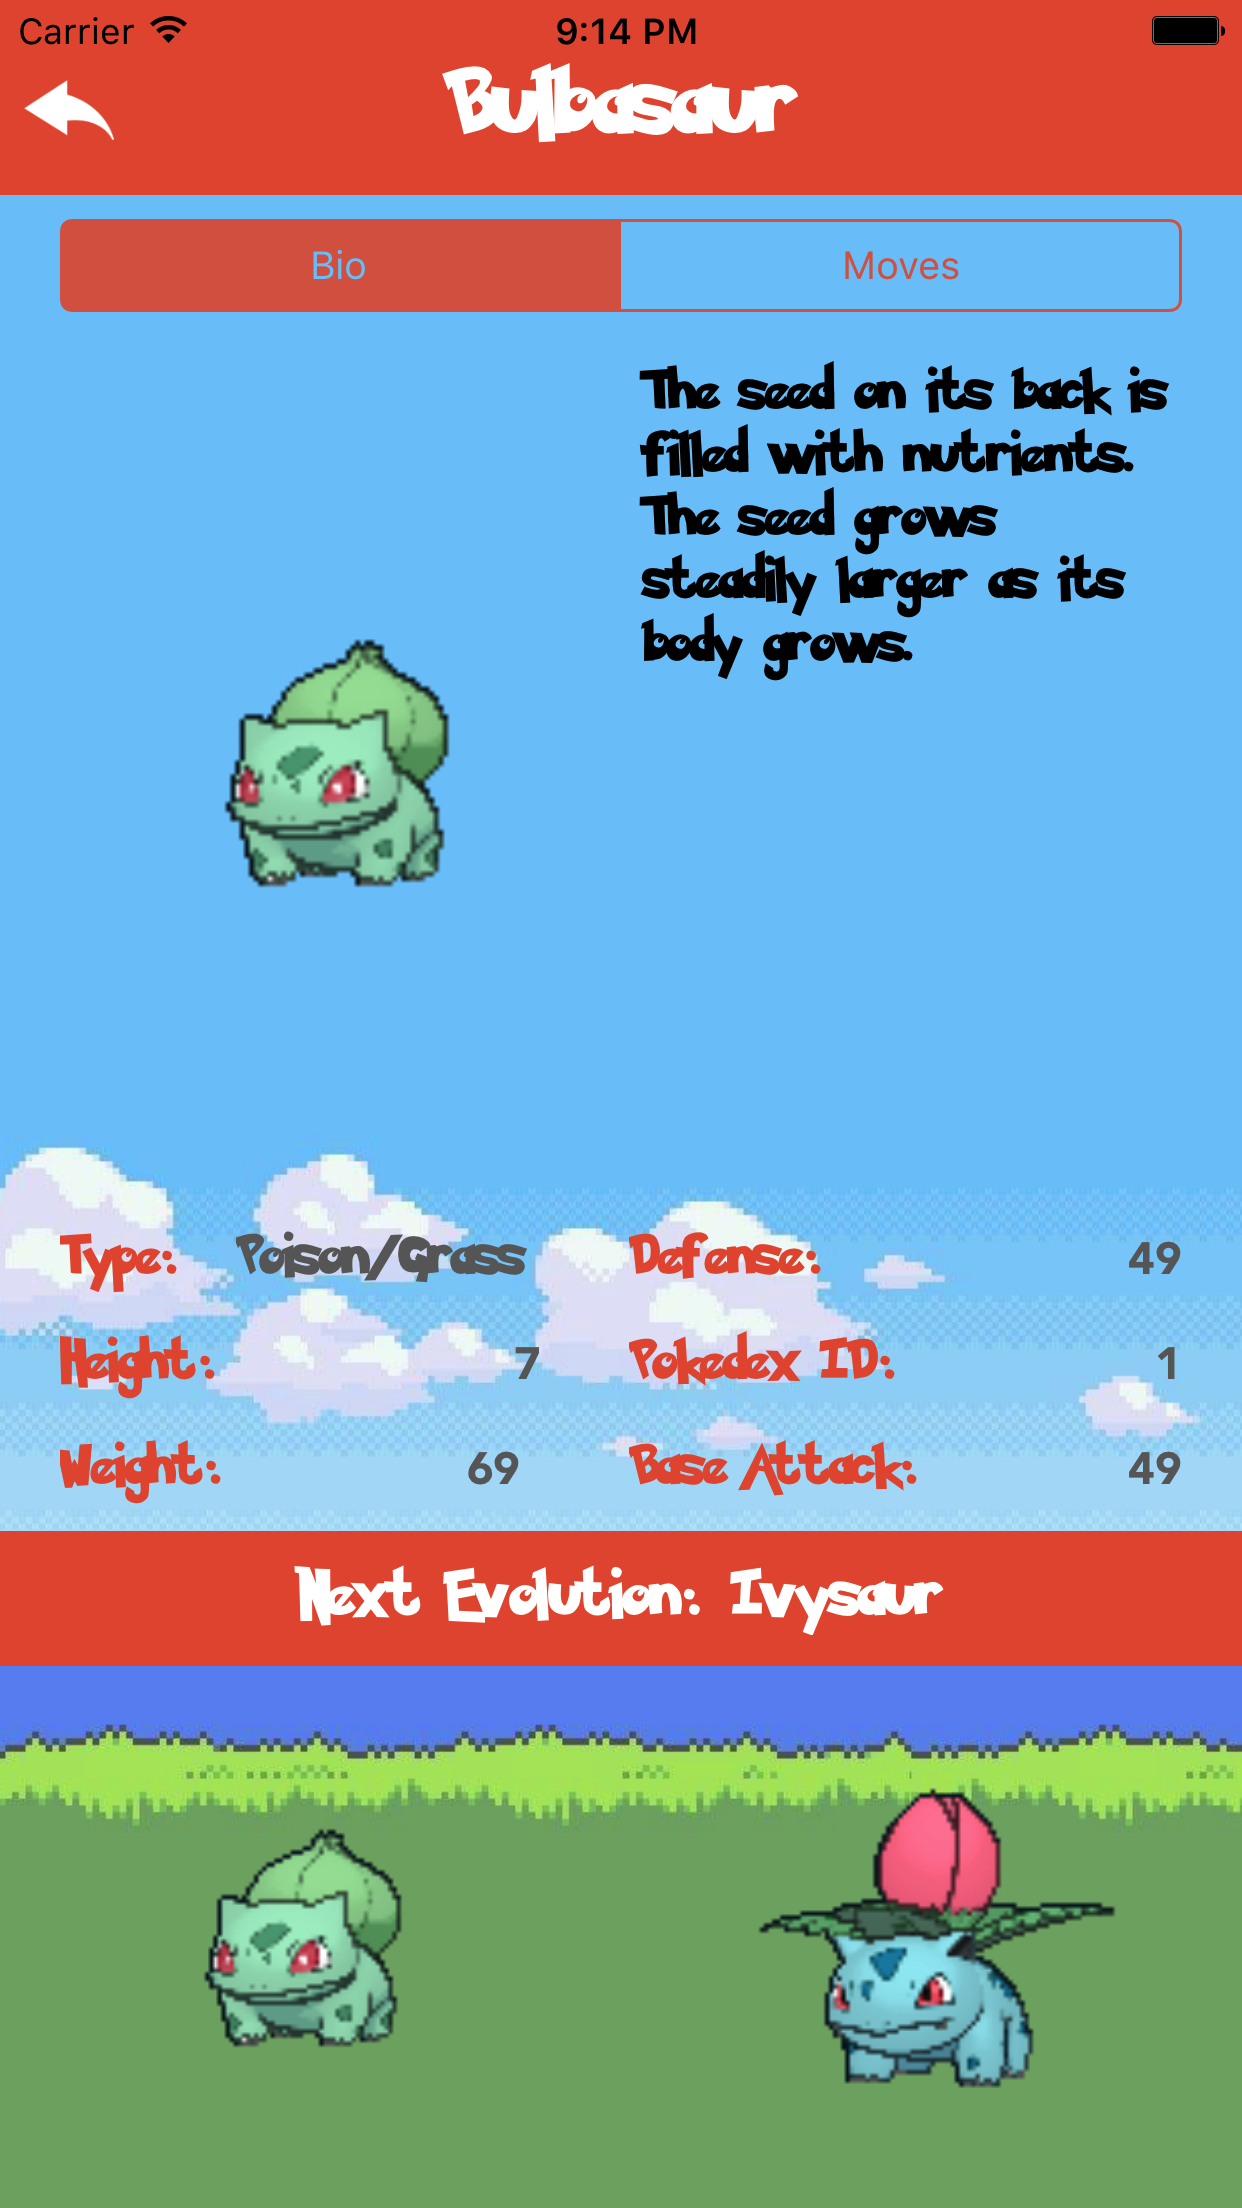 Carrier 9:14 PM
Bulbasaur
Bio Moves
The seed on its back is
filled with nutrients.
The seed grows
steadily larger as its
body grows.
Type: Poison/Grass Defense: 49
Height: 7 Pokedex ID: 1
Weight: 69 Base Attack: 49
Next Evolution: Ivysaur